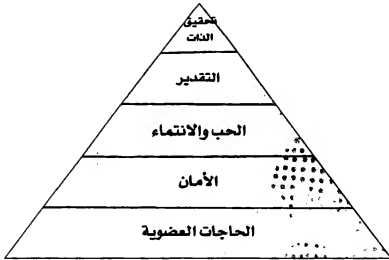 تحقيق
الذات
التقدير
الحب والانتماء
الأمان
الحاجات العضوية